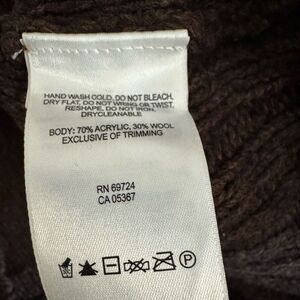 HAND WASH COLD, DO NOT BLEACH,
DRY FLAT, DO NOT WRING OR TWIST,
RESHAPE, DO NOT IRON,
DRYCLEANABLE
BODY: 70% ACRYLIC, 30% WOOL
EXCLUSIVE OF TRIMMING
RN 69724
CA 05367
P